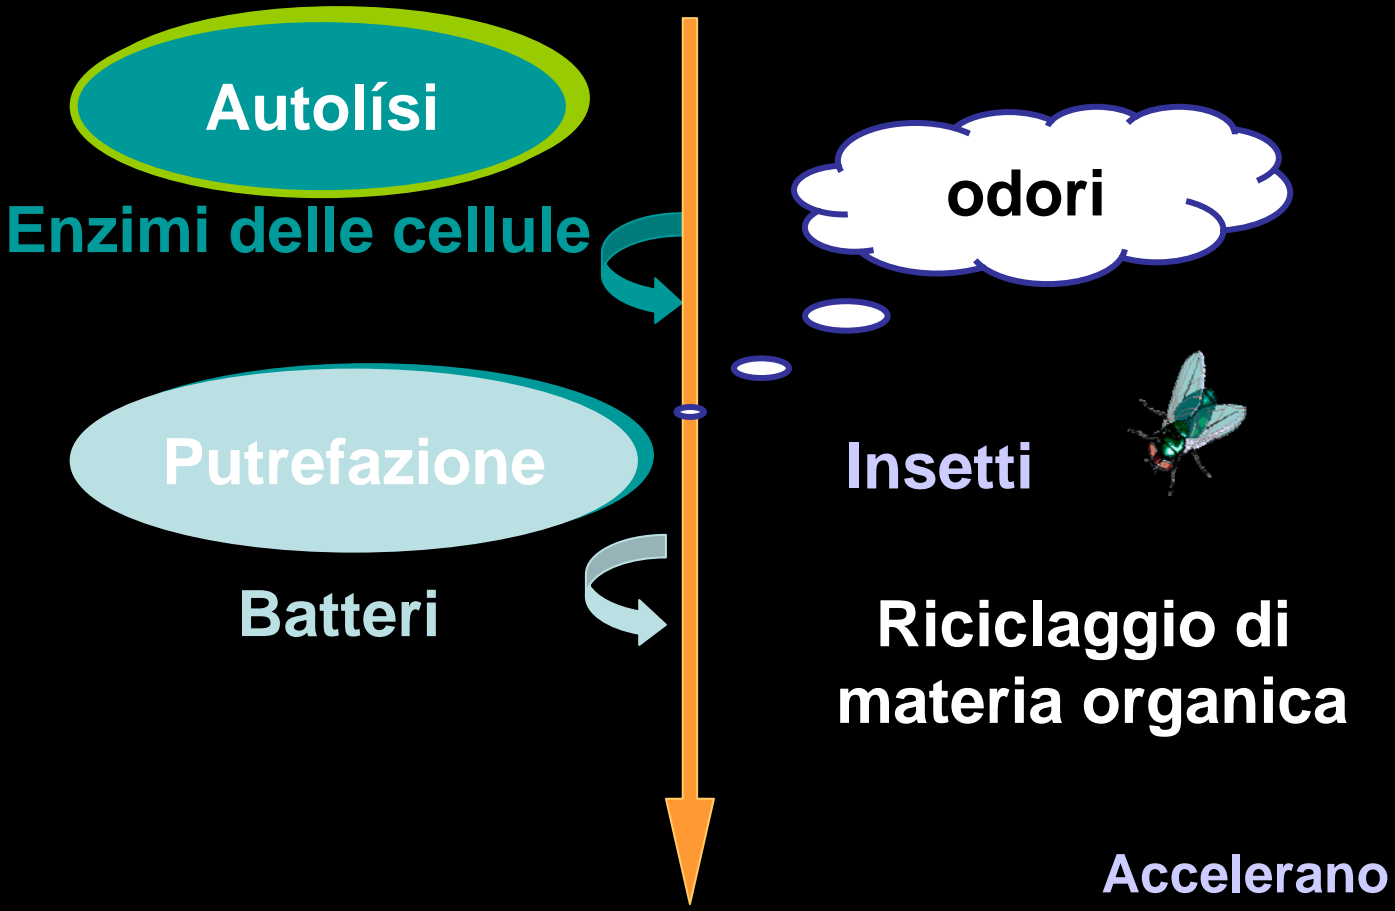 Autolísi
Enzimi delle cellule
odori
Putrefazione
Insetti
Batteri
Riciclaggio di
materia organica
Accelerano